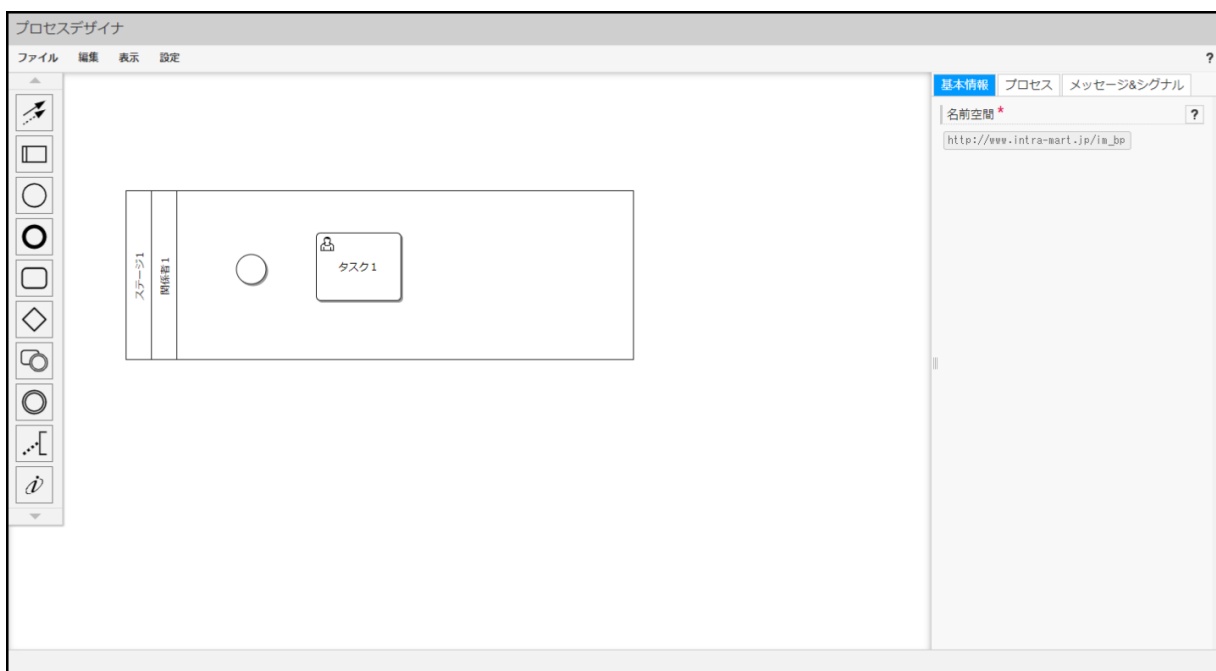 プロセスデザイナ
ファイル 編集 表示 設定 ?
基本情報 プロセス メッセージ&シグナル
名前空間 * ?
http://www.intra-mart.jp/im_bp
ステージ1
関係者1
タスク1